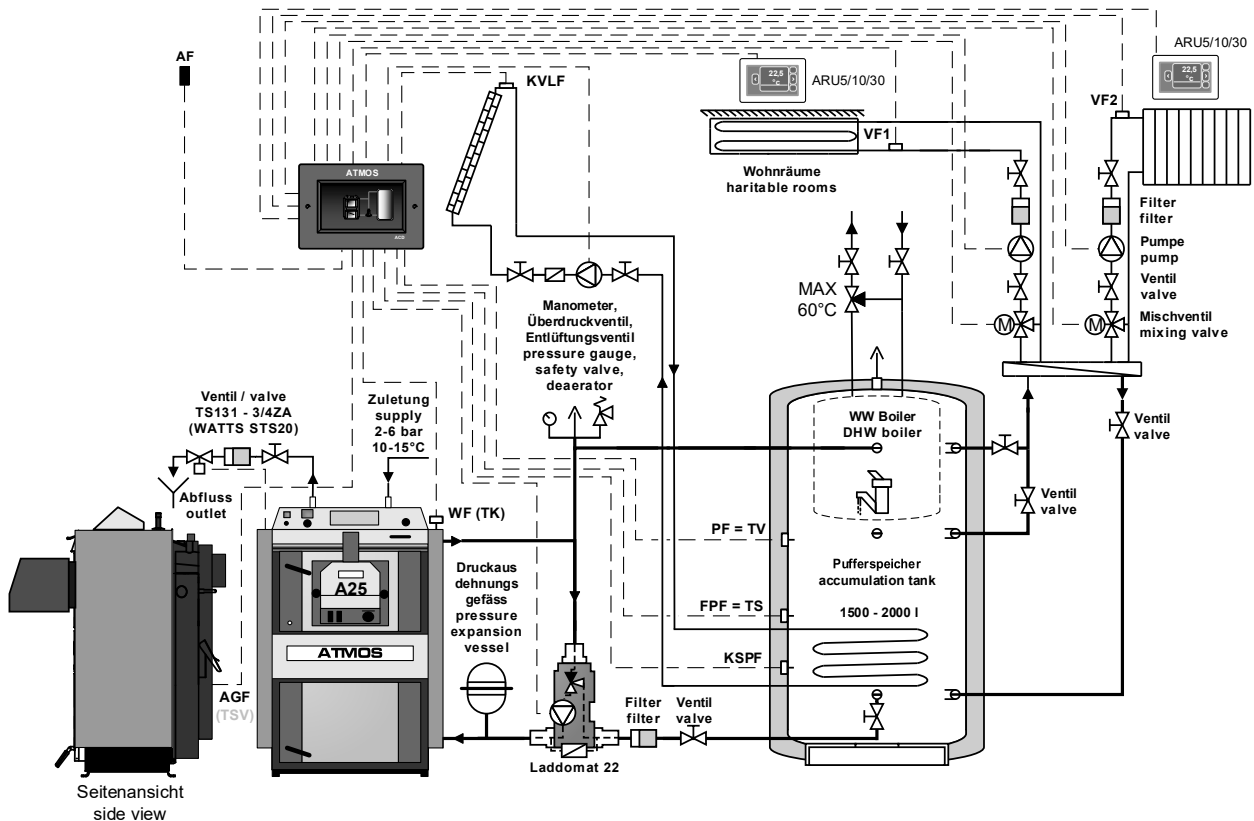 AF
KVLF
22,5
°C
ARU5/10/30
ARU5/10/30
22,5
°C
VF2
VF1
Wohnräume
haritable rooms
ATMOS
ACD
Filter
filter
Pumpe
pump
Ventil
valve
Mischventil
mixing valve
M
M
MAX
60°C
Manometer,
Überdruckventil,
Entlüftungsventil
pressure gauge,
safety valve,
deaerator
Ventil / valve
TS131 - 3/4ZA
(WATTS STS20)
Zuletung
supply
2-6 bar
10-15°C
WW Boiler
DHW boiler
Ventil
valve
Abfluss
outlet
WF (TK)
Ventil
valve
PF = TV
Pufferspeicher
accumulation tank
1500 - 2000 l
FPF = TS
KSPF
Druckaus
dehnungs
gefäss
pressure
expansion
vessel
A25
ATMOS
AGF
(TSV)
Filter
filter
Ventil
valve
Laddomat 22
Seitenansicht
side view